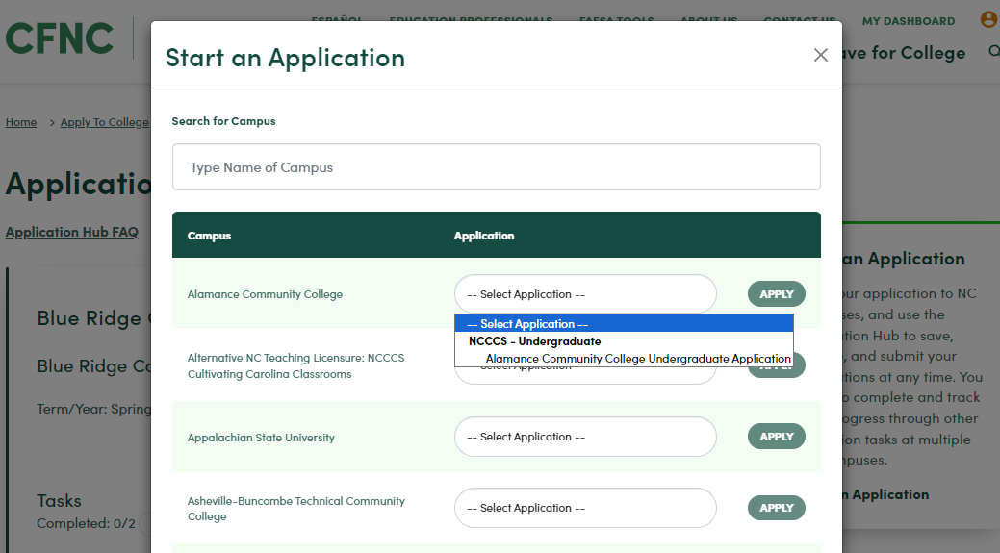 ESPAÑOL EDUCATION PROFESSIONALS FAFSA TOOLS ABOUT US CONTACT US MY DASHBOARD
CFNC
Start an Application
ave for College
Home > Apply To College
Search for Campus
Type Name of Campus
Applicatio
Application Hub FAQ
Campus Application
Alamance Community College -- Select Application -- APPLY
-- Select Application --
NCCCS - Undergraduate
Alamance Community College Undergraduate Application
Alternative NC Teaching Licensure: NCCCS
Cultivating Carolina Classrooms
-- Select Application -- APPLY
Appalachian State University -- Select Application -- APPLY
Asheville-Buncombe Technical Community
College
-- Select Application -- APPLY
Blue Ridge
Blue Ridge Co
Term/Year: Spring
Tasks
Completed: 0/2
an Application
our application to NC
ses, and use the
tion Hub to save,
, and submit your
tions at any time. You
o complete and track
ogress through other
ion tasks at multiple
mpuses.
n Application